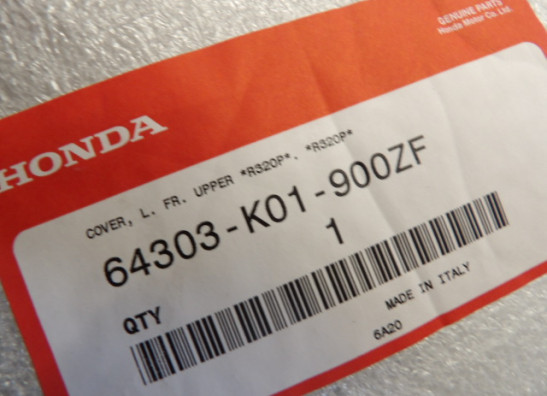 GENUINE PARTS
Honda Motor Co., Ltd.
HONDA
COVER, L. FR. UPPER *R320P*. *R320P*
64303-K01-900ZF
1
QTY
MADE IN ITALY
6A20